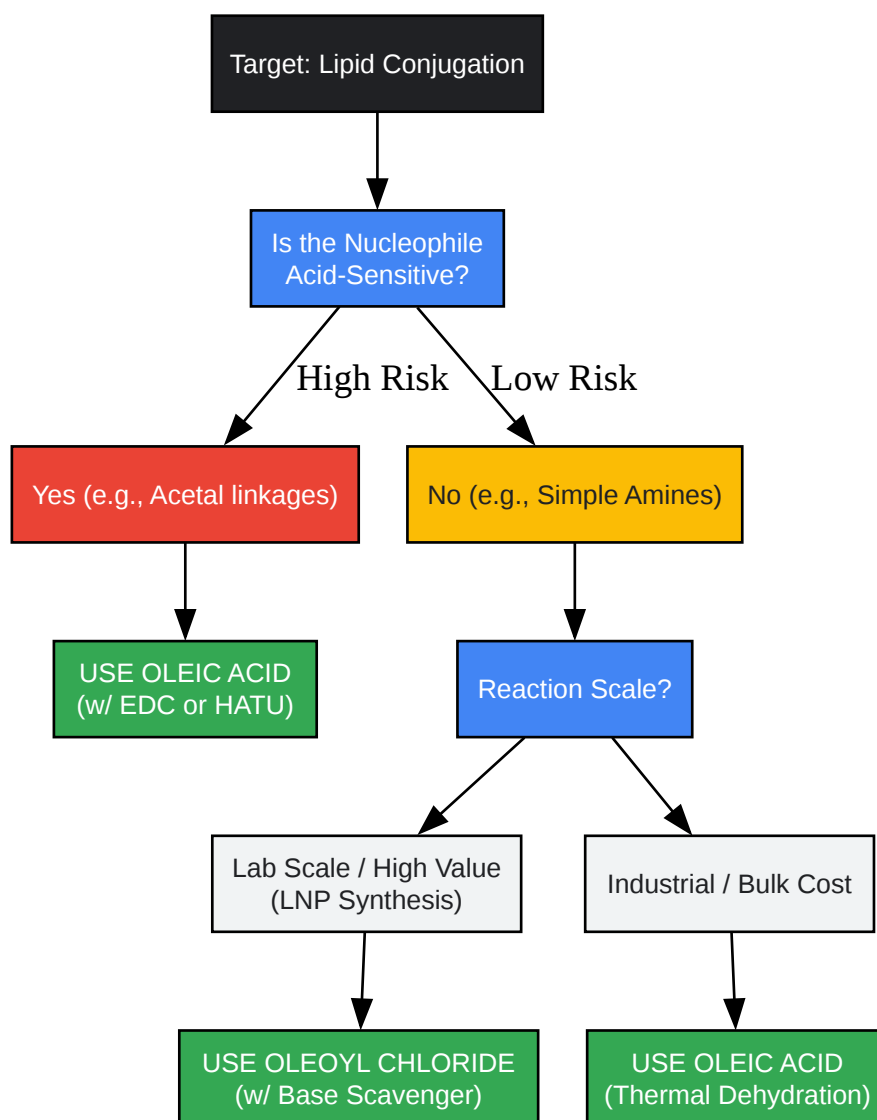 Target: Lipid Conjugation
Is the Nucleophile
Acid-Sensitive?
High Risk
Low Risk
Yes (e.g., Acetal linkages)
No (e.g., Simple Amines)
USE OLEIC ACID
(w/ EDC or HATU)
Reaction Scale?
Lab Scale / High Value
(LNP Synthesis)
Industrial / Bulk Cost
USE OLEOYL CHLORIDE
(w/ Base Scavenger)
USE OLEIC ACID
(Thermal Dehydration)